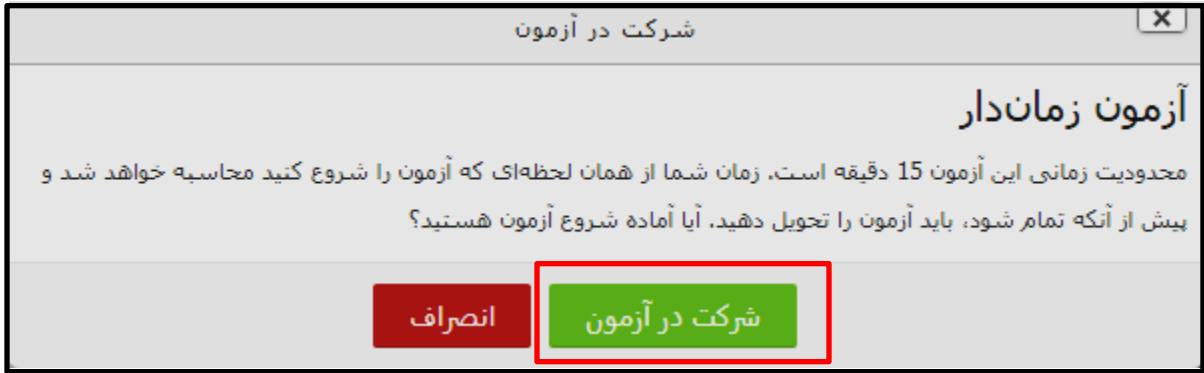 شرکت در آزمون
آزمون زمان‌دار
محدودیت زمانی این آزمون 15 دقیقه است. زمان شما از همان لحظه‌ای که آزمون را شروع کنید محاسبه خواهد شد و
پیش از آنکه تمام شود، باید آزمون را تحویل دهید. آیا آماده شروع آزمون هستید؟
شرکت در آزمون انصراف